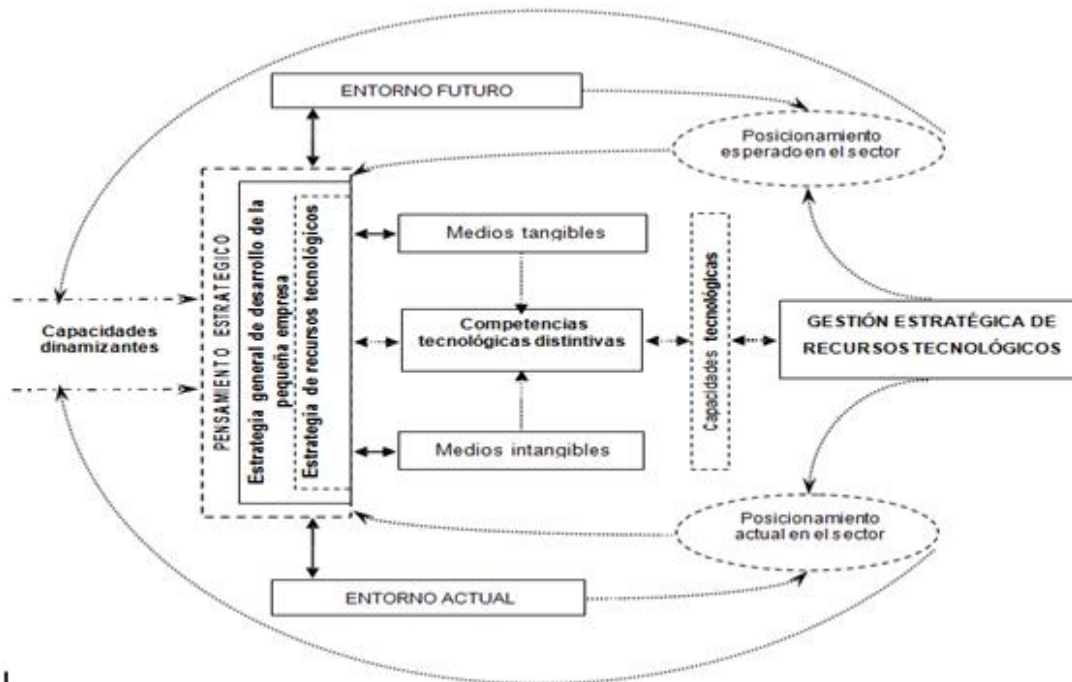 ENTORNO FUTURO
Posicionamiento
esperado en el sector
PENSAMIENTO ESTRATEGICO
Estrategia general de desarrollo de la
pequeña empresa
Estrategia de recursos tecnológicos
Medios tangibles
Capacidades
dinamizantes
Competencias
tecnológicas distintivas
Capacidades tecnológicas
GESTIÓN ESTRATÉGICA DE
RECURSOS TECNOLÓGICOS
Medios intangibles
Posicionamiento
actual en el sector
ENTORNO ACTUAL